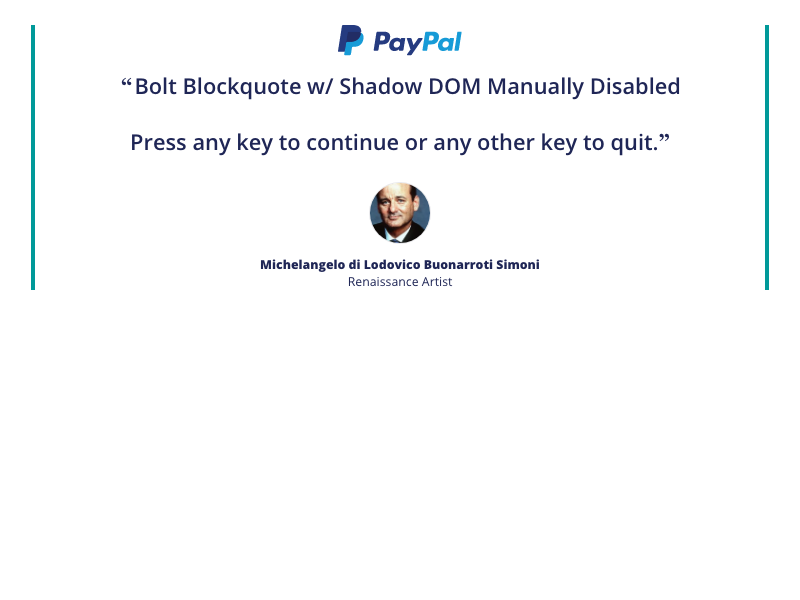 PayPal
“Bolt Blockquote w/ Shadow DOM Manually Disabled
Press any key to continue or any other key to quit.”
Michelangelo di Lodovico Buonarroti Simoni
Renaissance Artist